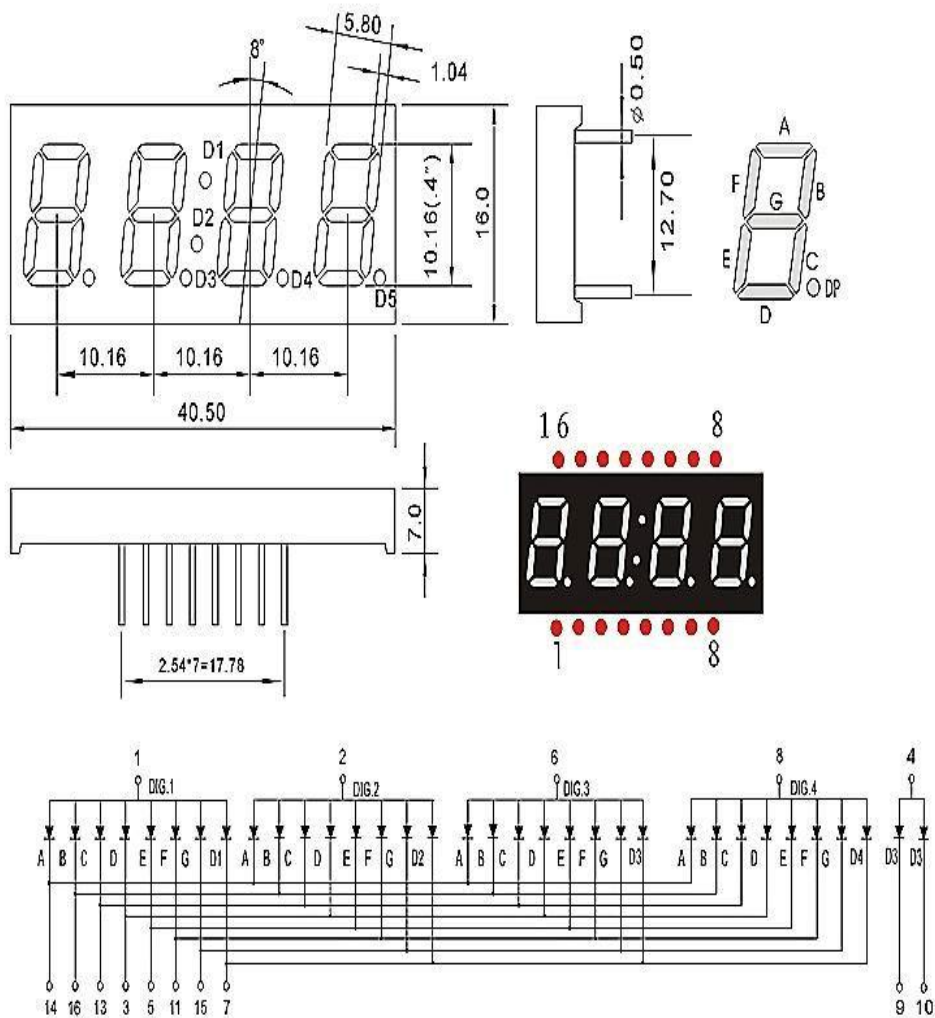 5.80
8°
1.04
D1
D2
D3 D4 D5
10.16(.4")
16.0
10.16 10.16 10.16
40.50
ϕ0.50
12.70
A
F B
G
E C
DP
D
7.0
2.54*7=17.78
16 8
1 8
1 2 6 8 4
DIG.1 DIG.2 DIG.3 DIG.4
A B C D E F G D1 A B C D E F G D2 A B C D E F G D3 A B C D E F G D4 D3 D3
14 16 13 3 5 11 15 7 9 10